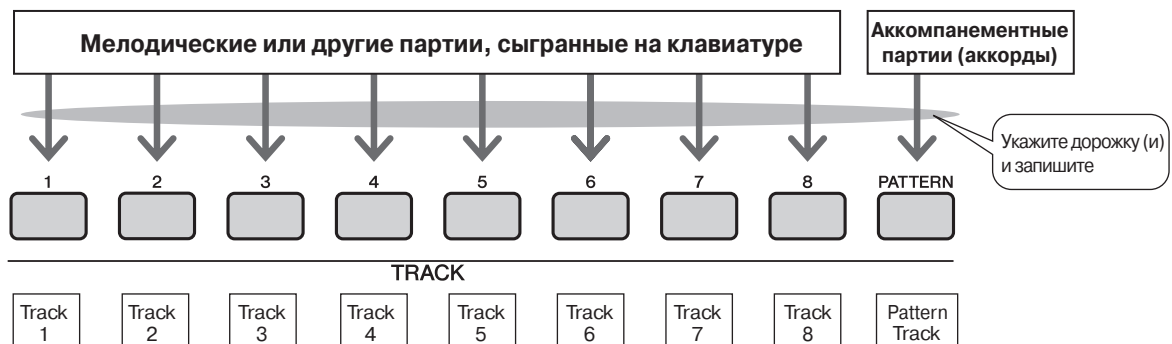 Мелодические или другие партии, сыгранные на клавиатуре
Аккомпанементные
партии (аккорды)
Укажите дорожку (и)
и запишите
1 2 3 4 5 6 7 8 PATTERN
TRACK
Track Track Track Track Track Track Track Track Pattern
1 2 3 4 5 6 7 8 Track